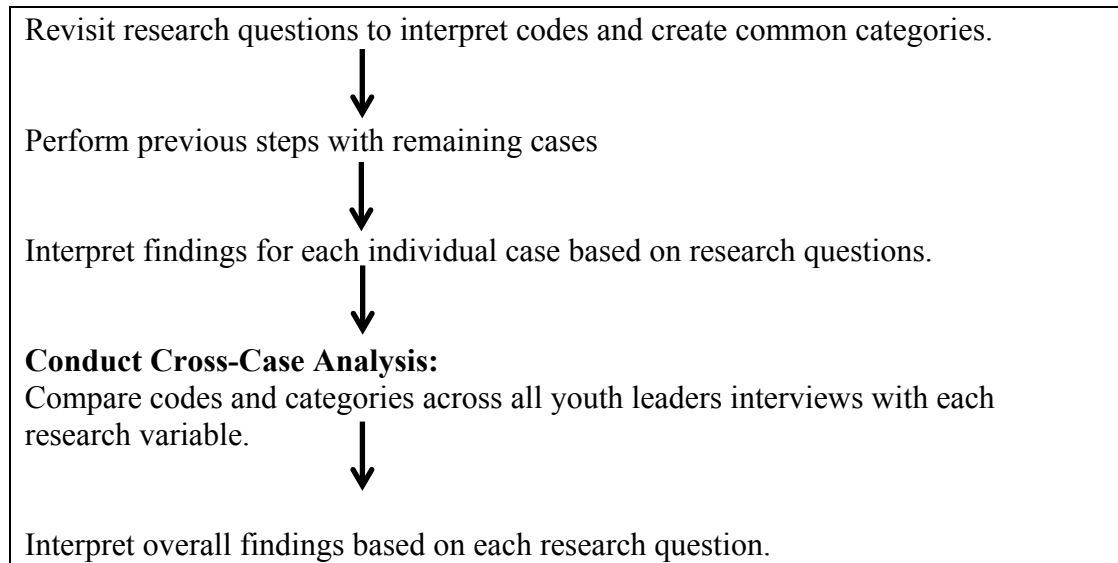 Revisit research questions to interpret codes and create common categories.
Perform previous steps with remaining cases
Interpret findings for each individual case based on research questions.
Conduct Cross-Case Analysis:
Compare codes and categories across all youth leaders interviews with each
research variable.
Interpret overall findings based on each research question.